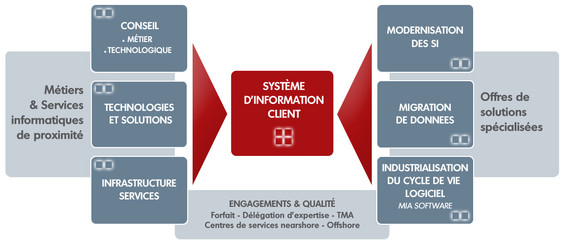 Métiers
& Services
informatiques
de proximité
CONSEIL
• MÉTIER
• TECHNOLOGIQUE
TECHNOLOGIES
ET SOLUTIONS
INFRASTRUCTURE
SERVICES
SYSTÈME
D'INFORMATION
CLIENT
MODERNISATION
DES SI
MIGRATION
DE DONNEES
INDUSTRIALISATION
DU CYCLE DE VIE
LOGICIEL
MIA SOFTWARE
Offres de
solutions
spécialisées
ENGAGEMENTS & QUALITÉ
Forfait - Délégation d'expertise - TMA
Centres de services nearshore - Offshore